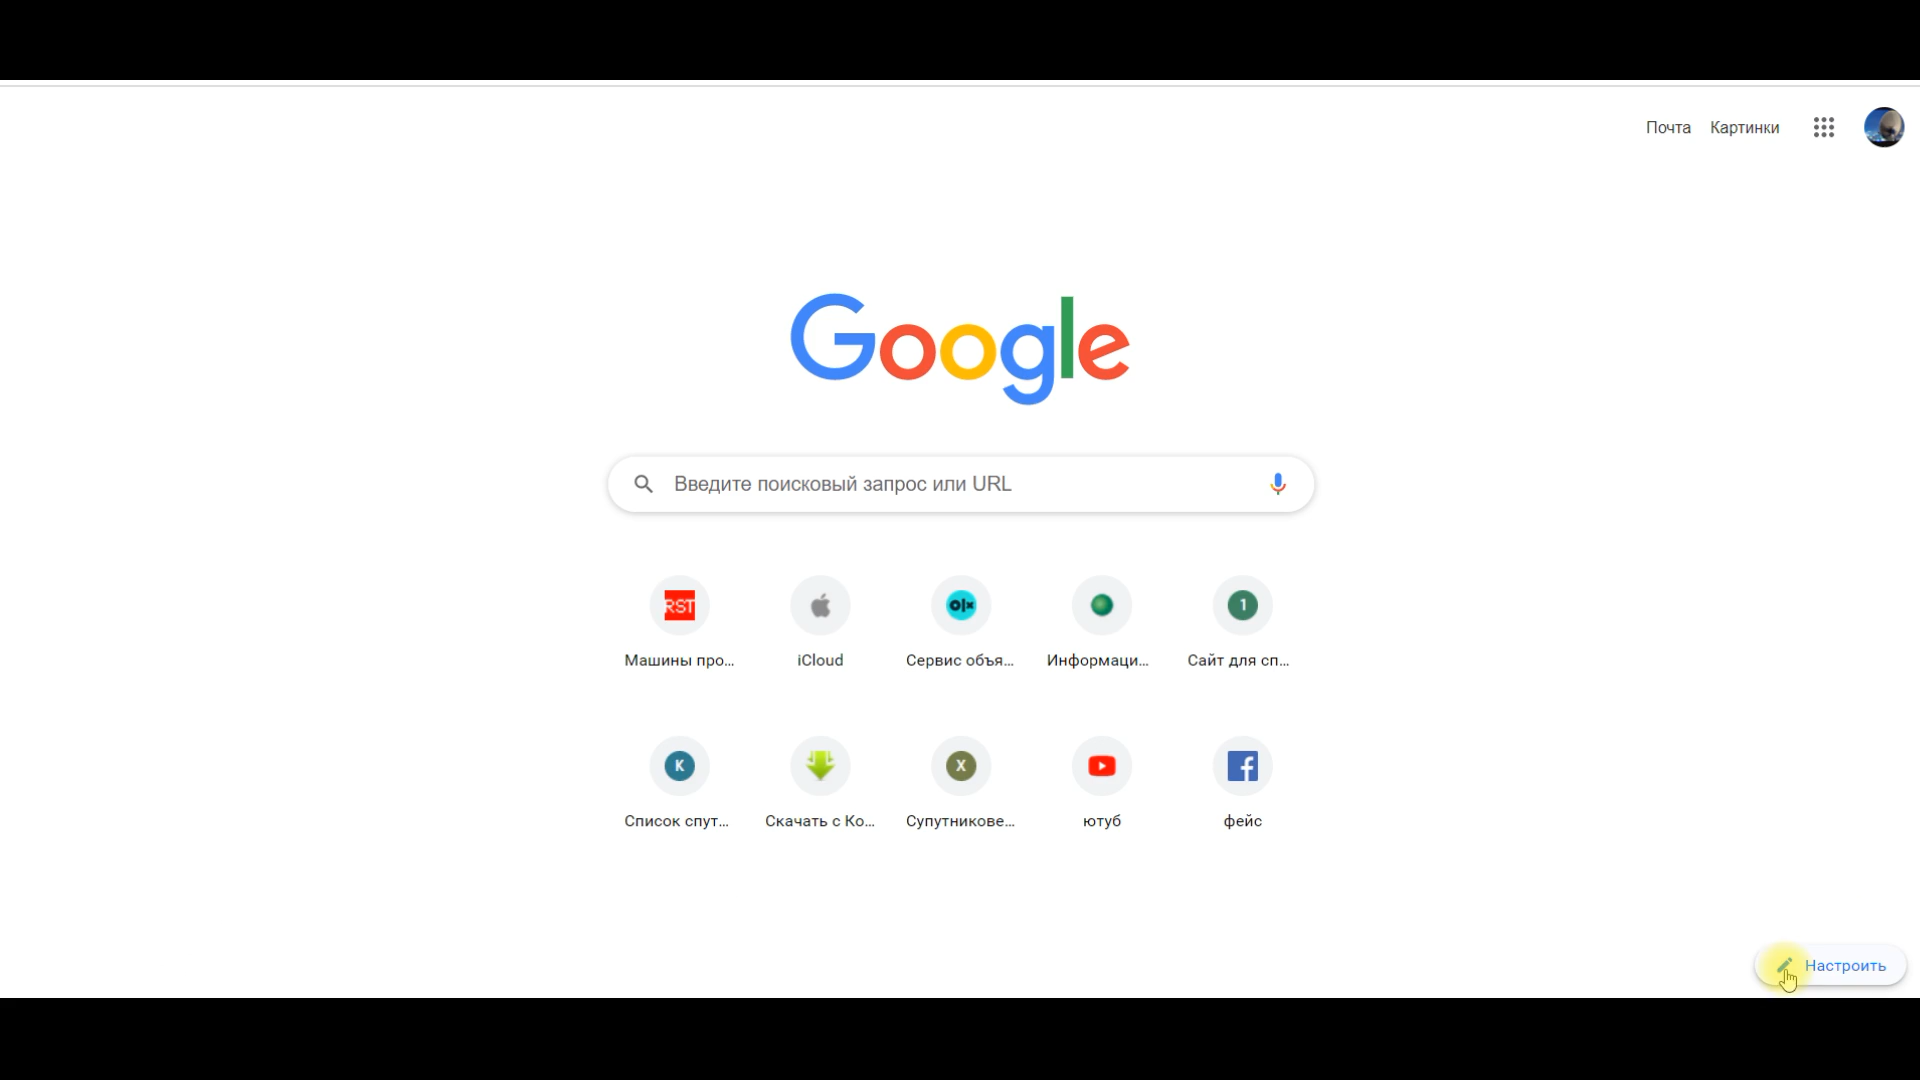 Почта Картинки
Google
Введите поисковый запрос или URL
RST
olx
1
Машины про...
iCloud
Сервис объя...
Информаци...
Сайт для сп...
K
X
Список спут...
Скачать с Ко...
Супутникове...
ютуб
фейс
Настроить